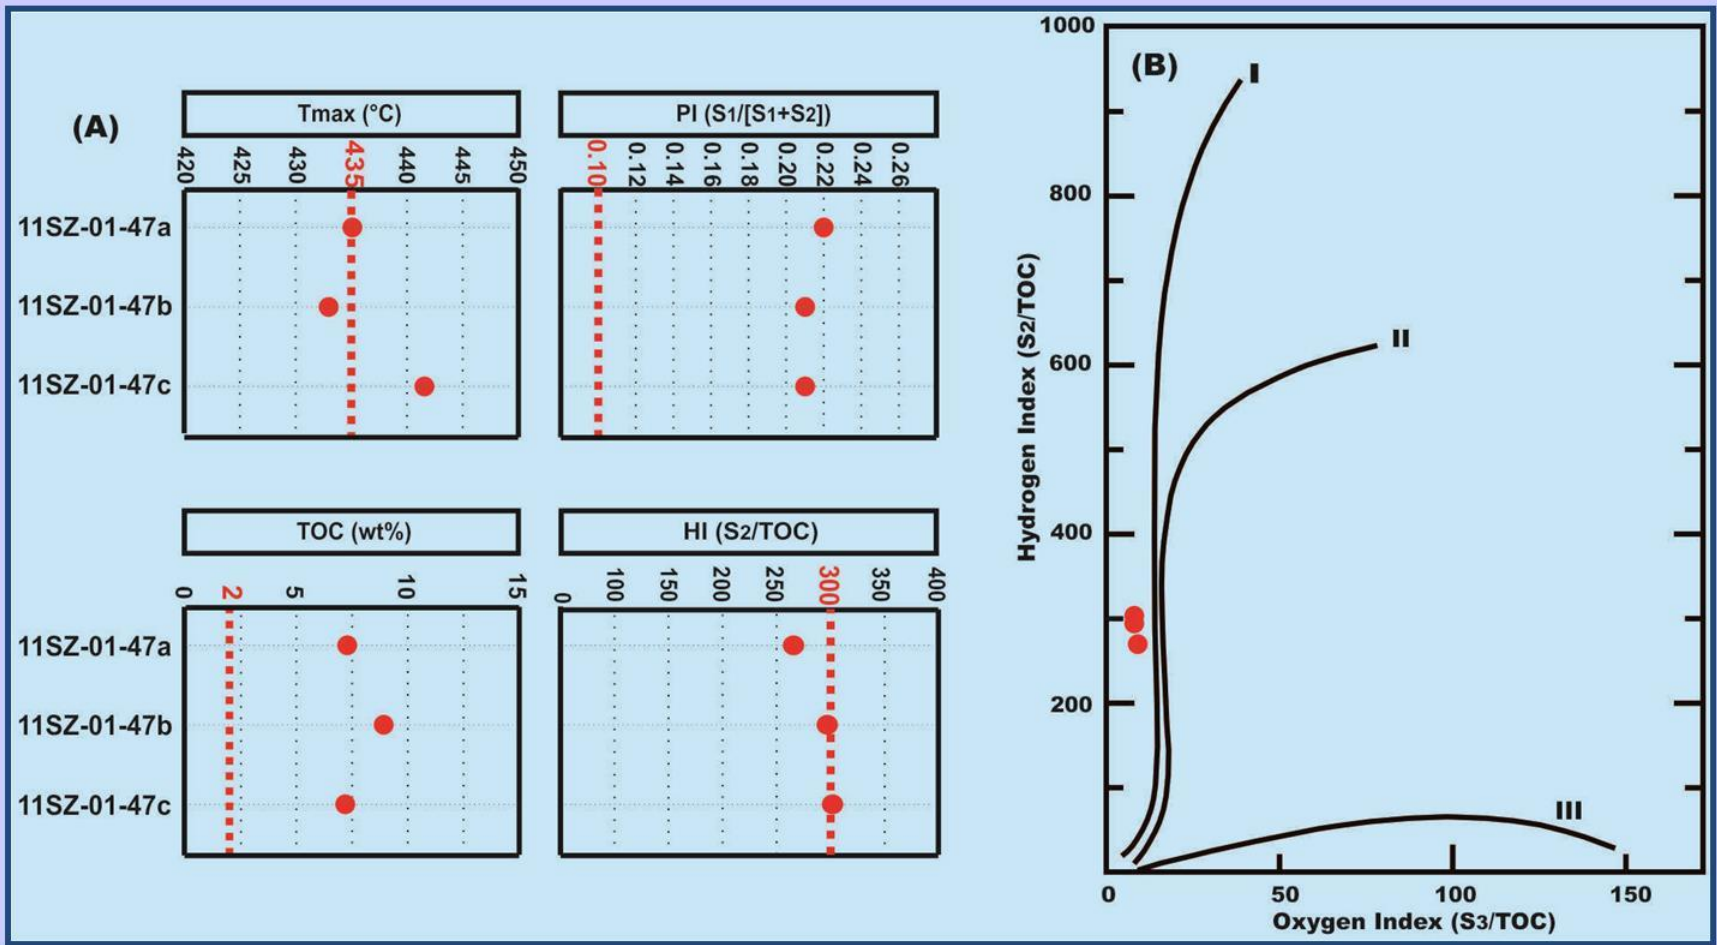 (A)
Tmax (°C)
420 425 430 435 440 445 450
11SZ-01-47a
11SZ-01-47b
11SZ-01-47c
PI (S1/[S1+S2])
0.10 0.12 0.14 0.16 0.18 0.20 0.22 0.24 0.26
TOC (wt%)
0 2 5 10 15
11SZ-01-47a
11SZ-01-47b
11SZ-01-47c
HI (S2/TOC)
0 100 150 200 250 300 350 400
(B)
Hydrogen Index (S2/TOC)
1000
800
600
400
200
I
II
III
0 50 100 150
Oxygen Index (S3/TOC)